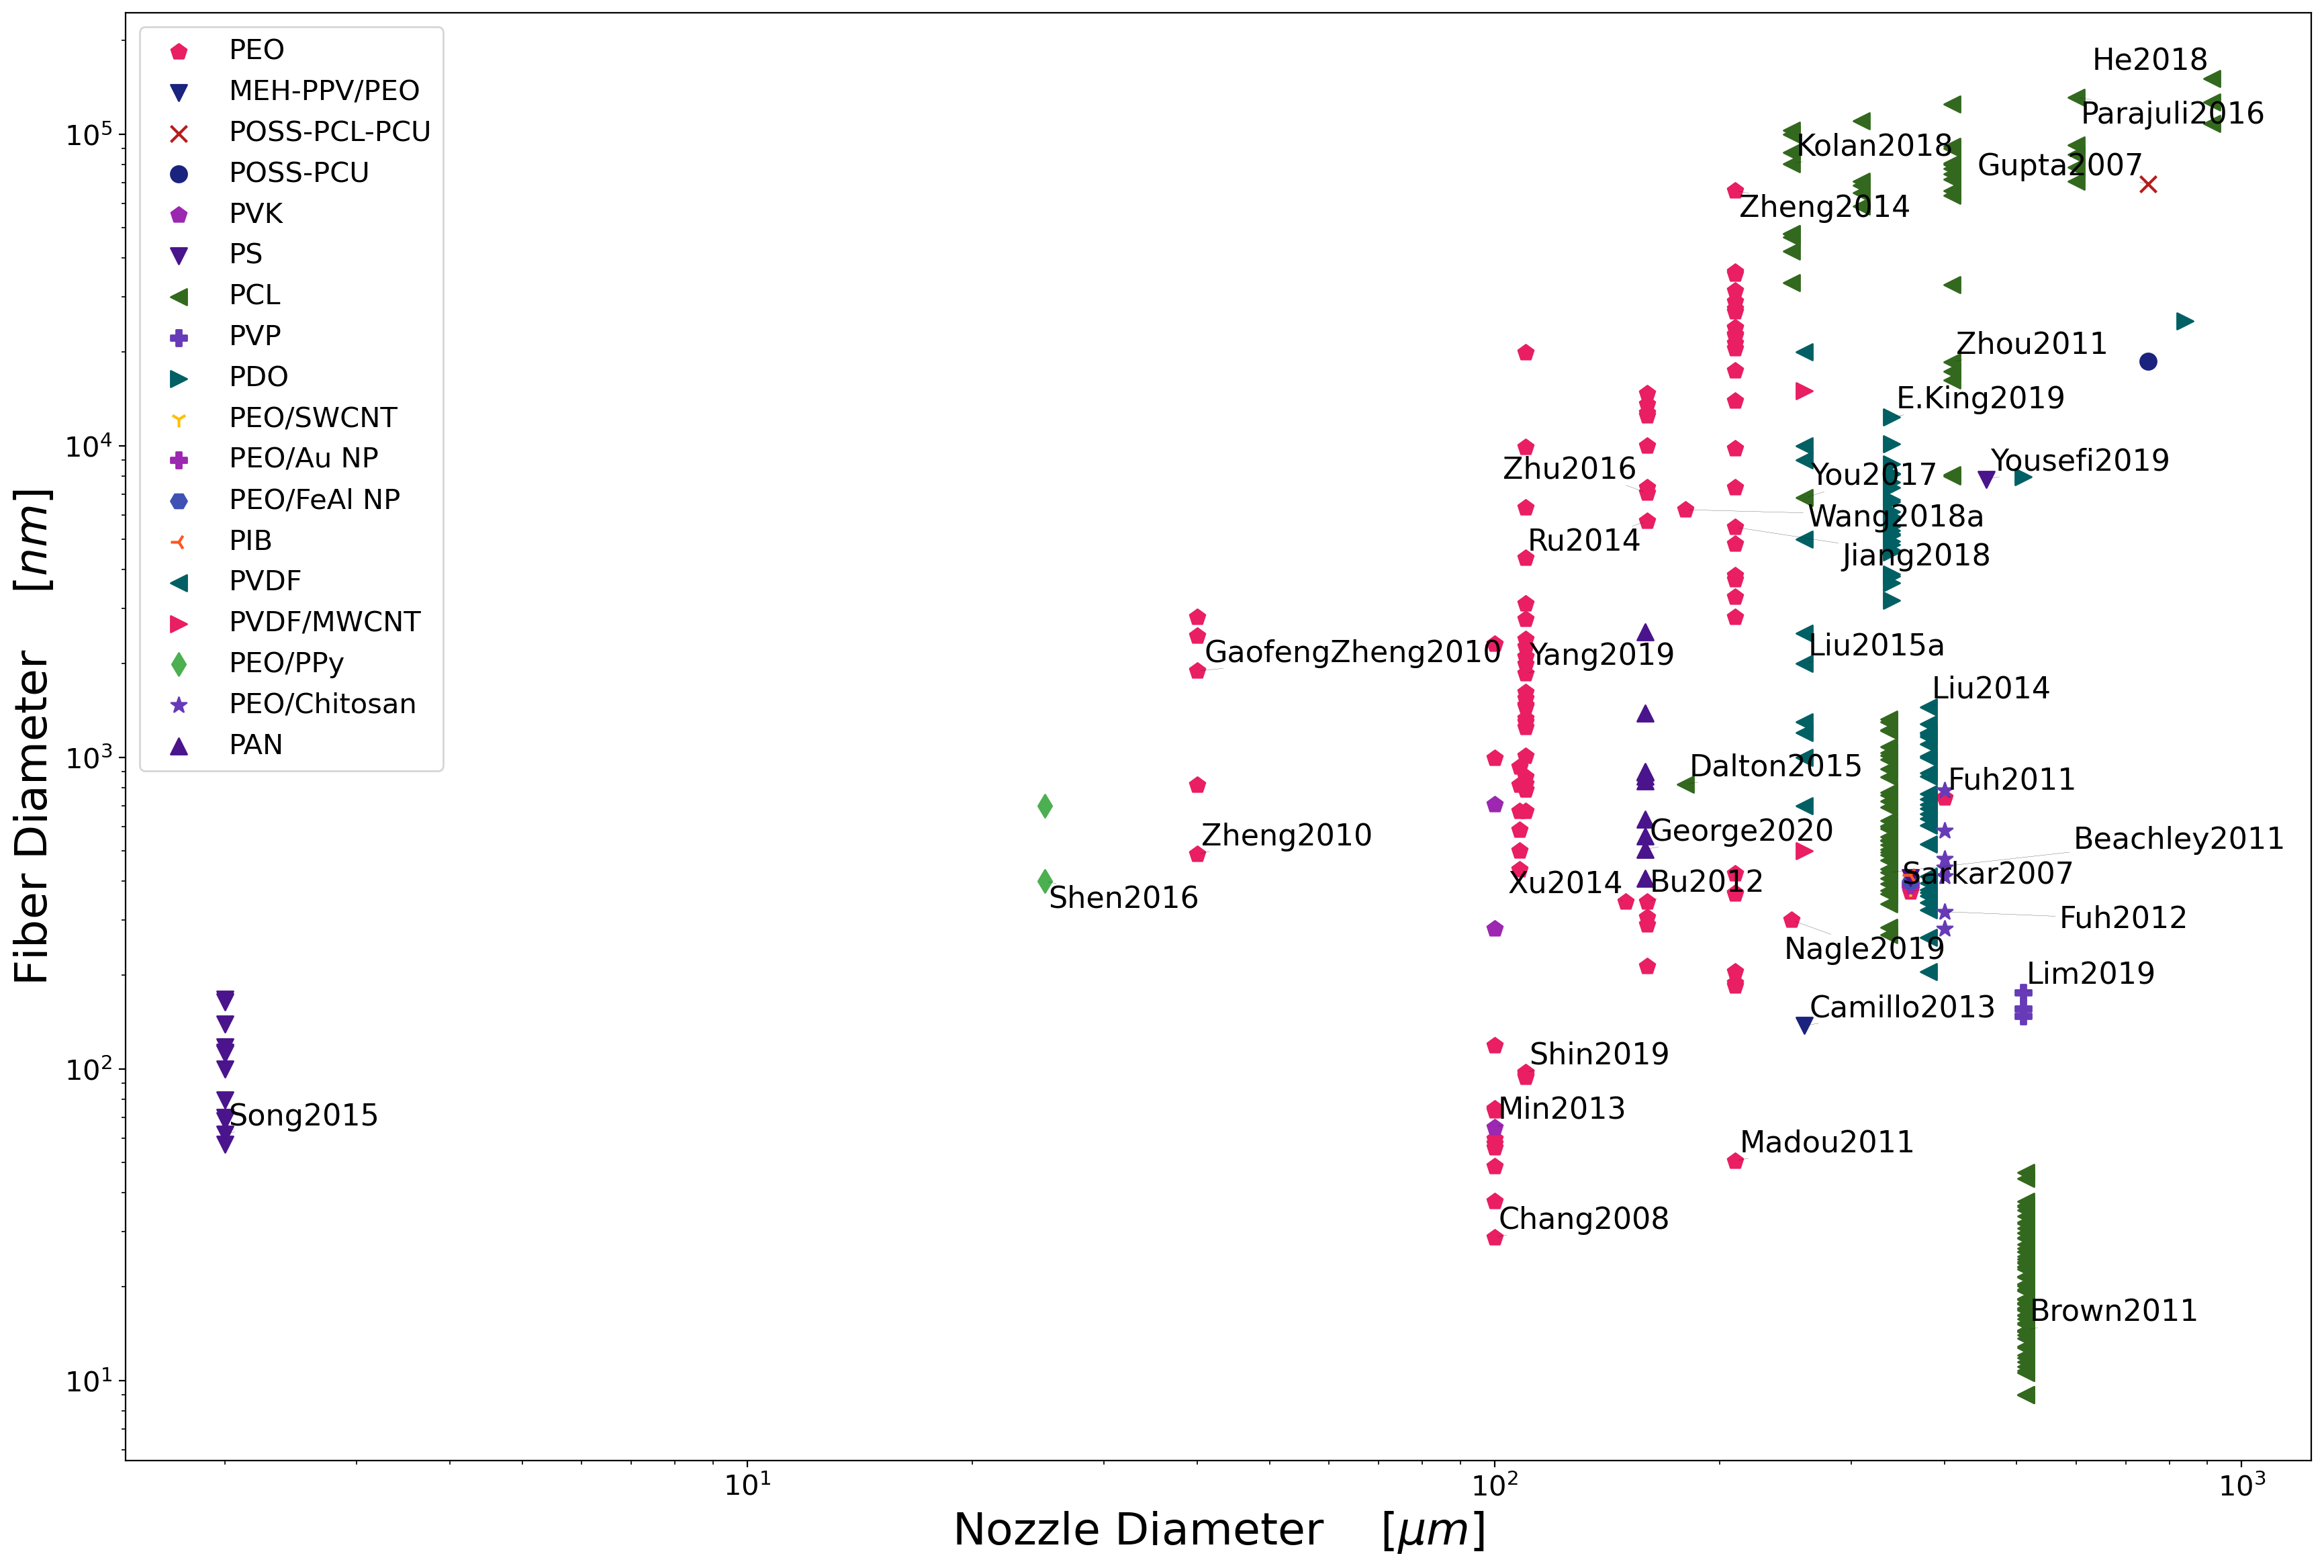 PEO
MEH-PPV/PEO
POSS-PCL-PCU
POSS-PCU
PVK
PS
PCL
PVP
PDO
PEO/SWCNT
PEO/Au NP
PEO/FeAl NP
PIB
PVDF
PVDF/MWCNT
PEO/PPy
PEO/Chitosan
PAN
He2018
Parajuli2016
Kolan2018
Gupta2007
Zheng2014
Zhou2011
E.King2019
Yousefi2019
Zhu2016
You2017
Wang2018a
Ru2014
Jiang2018
GaofengZheng2010
Yang2019
Liu2015a
Liu2014
Dalton2015
Fuh2011
Zheng2010
George2020
Beachley2011
Shen2016
Xu2014
Bu2012
Sarkar2007
Fuh2012
Nagle2019
Lim2019
Camillo2013
Song2015
Shin2019
Min2013
Madou2011
Chang2008
Brown2011
10⁵
10⁴
10³
10²
10¹
Fiber Diameter [nm]
10¹ 10² 10³
Nozzle Diameter [μm]